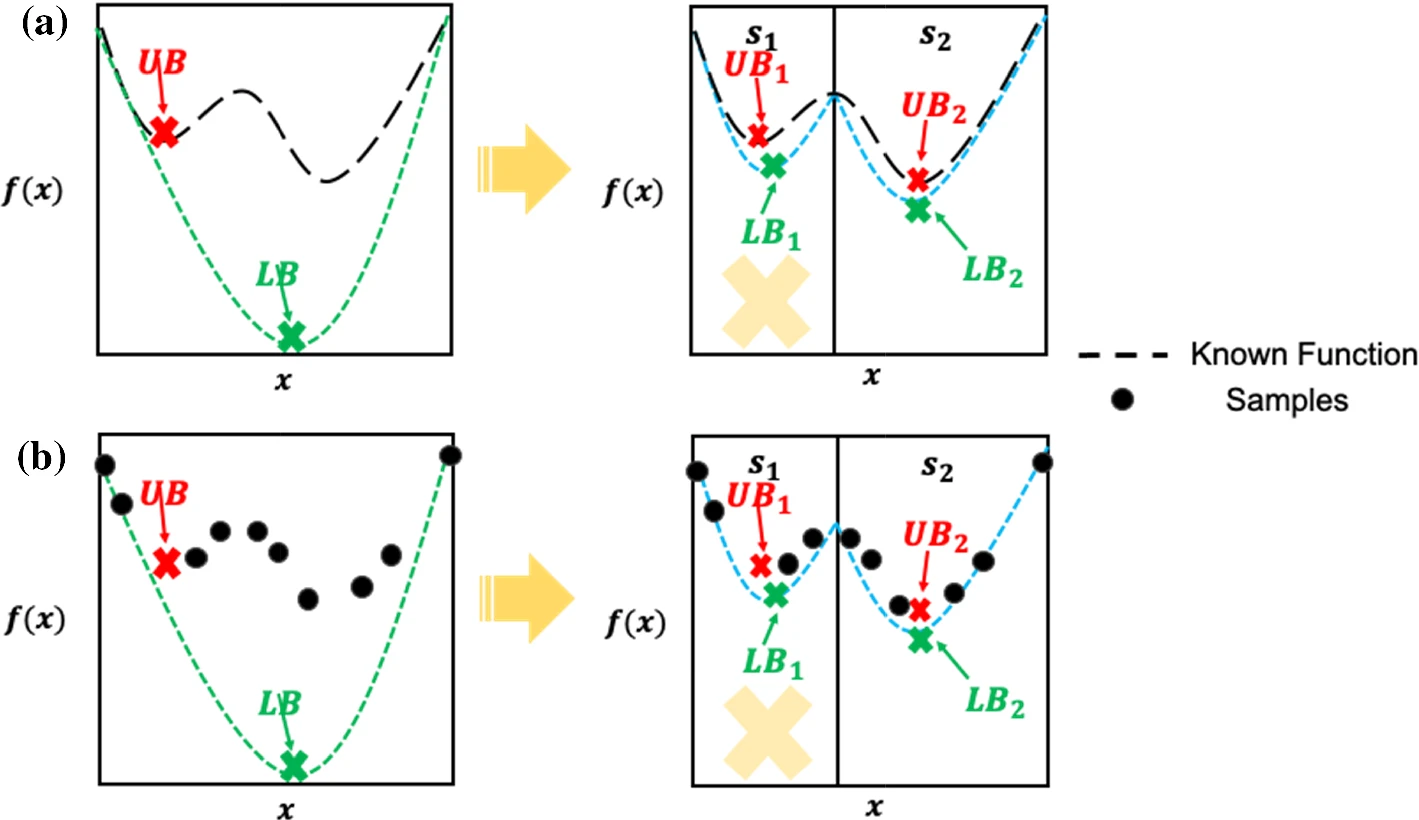 (a)
UB
LB
f(x)
x
s₁
UB₁
LB₁
s₂
UB₂
LB₂
f(x)
x
Known Function
Samples
(b)
UB
LB
f(x)
x
s₁
UB₁
LB₁
s₂
UB₂
LB₂
f(x)
x